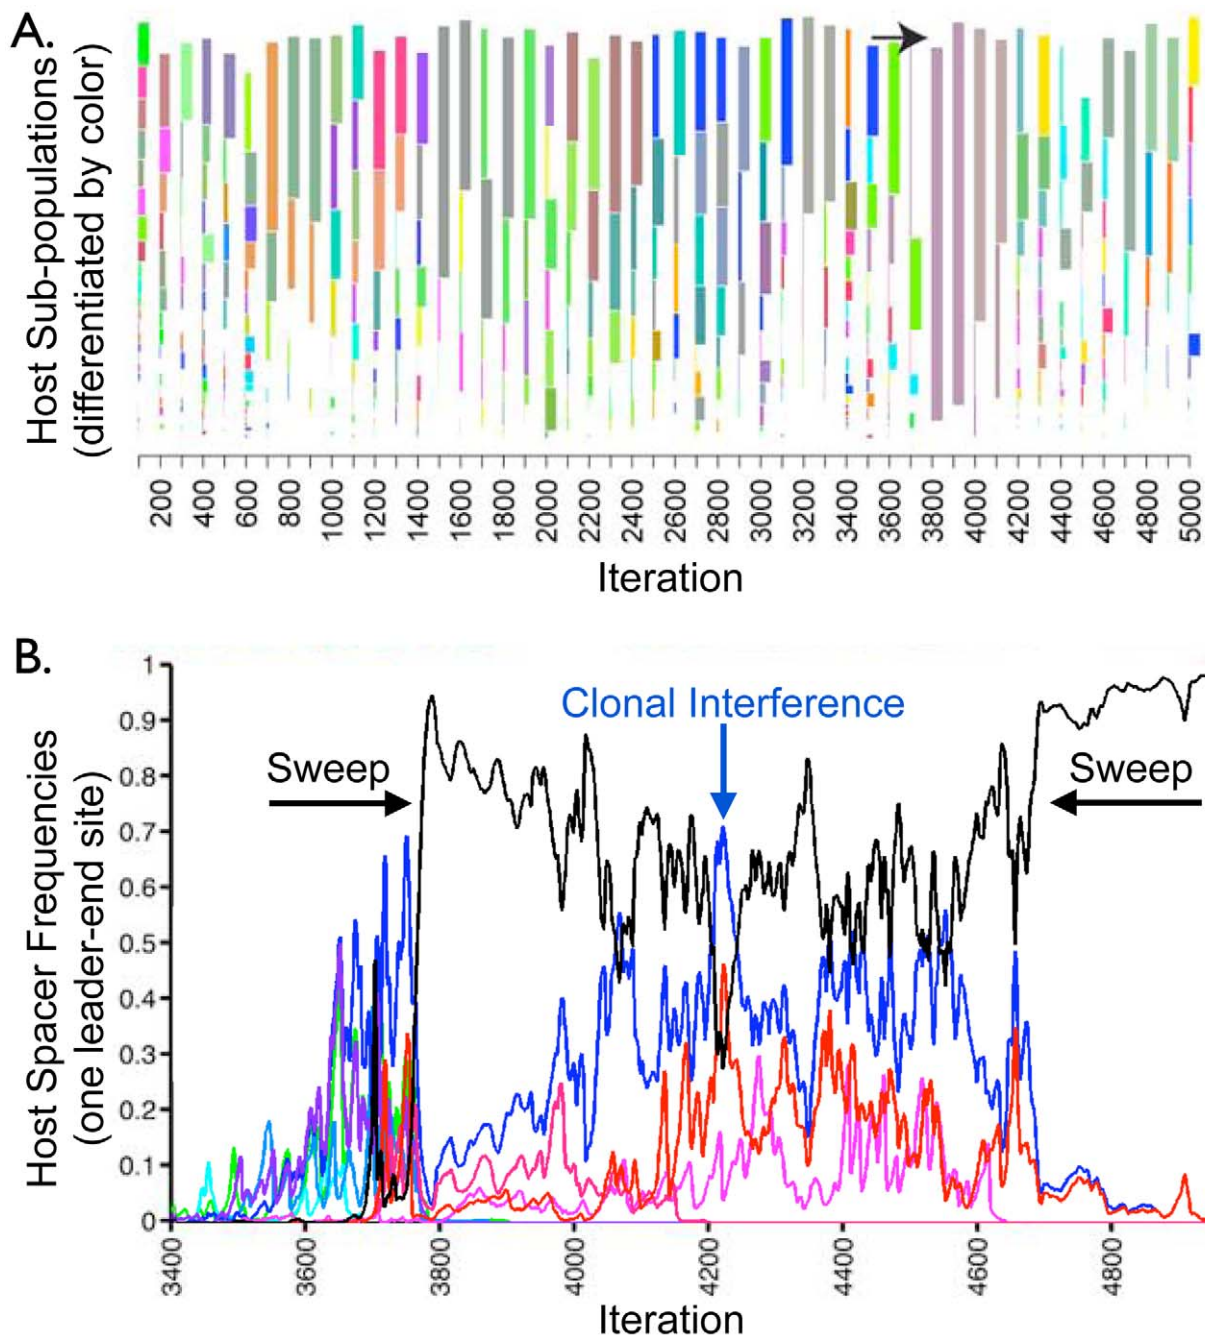 A.
Host Sub-populations
(differentiated by color)
200 400 600 800 1000 1200 1400 1600 1800 2000 2200 2400 2600 2800 3000 3200 3400 3600 3800 4000 4200 4400 4600 4800 5000
Iteration
B.
Host Spacer Frequencies
(one leader-end site)
1
0.9
0.8
0.7
0.6
0.5
0.4
0.3
0.2
0.1
0
Clonal Interference
Sweep
Sweep
3400 3600 3800 4000 4200 4400 4600 4800
Iteration